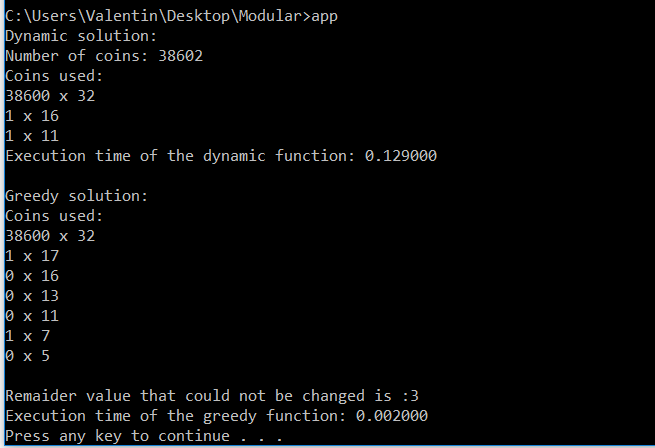 C:\Users\Valentin\Desktop\Modular>app
Dynamic solution:
Number of coins: 38602
Coins used:
38600 x 32
1 x 16
1 x 11
Execution time of the dynamic function: 0.129000
Greedy solution:
Coins used:
38600 x 32
1 x 17
0 x 16
0 x 13
0 x 11
1 x 7
0 x 5
Remaider value that could not be changed is :3
Execution time of the greedy function: 0.002000
Press any key to continue . . .